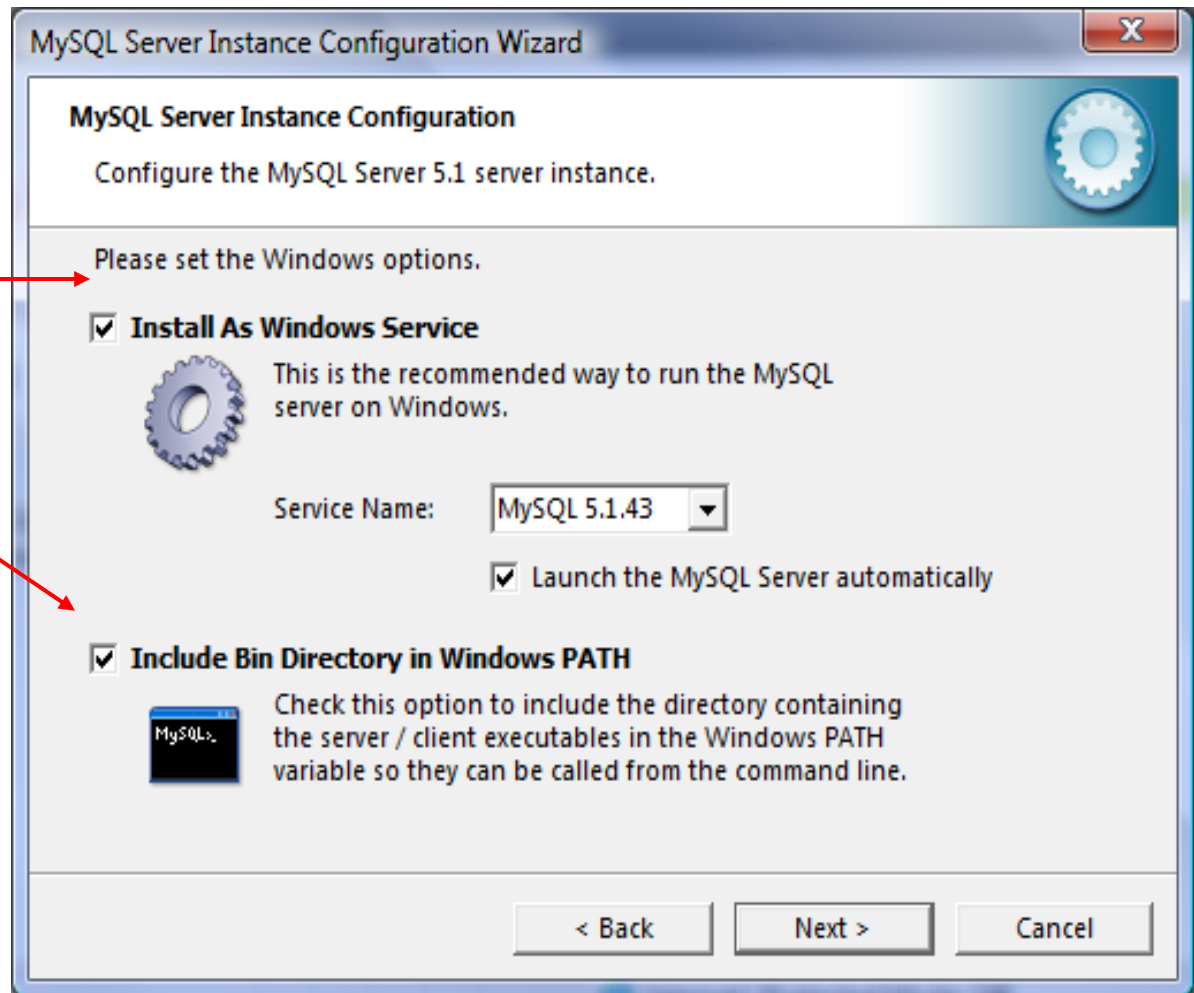 MySQL Server Instance Configuration Wizard
MySQL Server Instance Configuration
Configure the MySQL Server 5.1 server instance.
Please set the Windows options.
Install As Windows Service
This is the recommended way to run the MySQL
server on Windows.
Service Name: MySQL 5.1.43
Launch the MySQL Server automatically
Include Bin Directory in Windows PATH
MySQL>_
Check this option to include the directory containing
the server / client executables in the Windows PATH
variable so they can be called from the command line.
< Back Next > Cancel